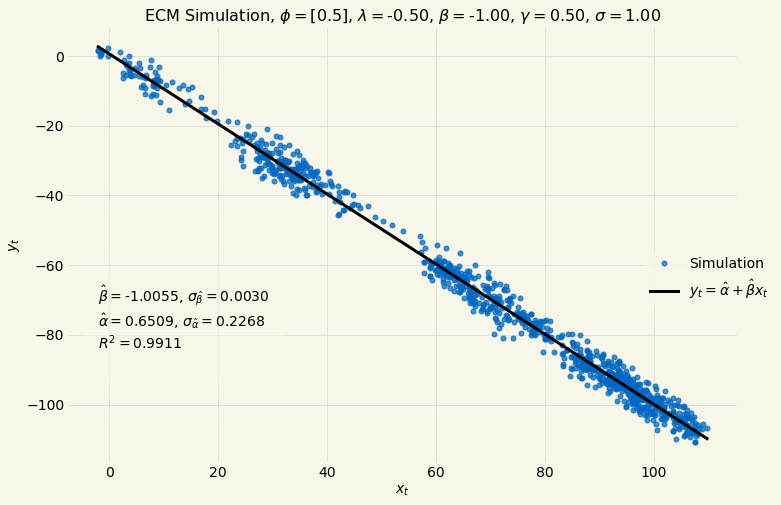 ECM Simulation, ϕ = [0.5], λ = -0.50, β = -1.00, γ = 0.50, σ = 1.00
0
−20
−40
−60
−80
−100
y_t
Simulation
y_t = α̂ + β̂x_t
β̂ = -1.0055, σ_β̂ = 0.0030
α̂ = 0.6509, σ_α̂ = 0.2268
R² = 0.9911
0 20 40 60 80 100
x_t